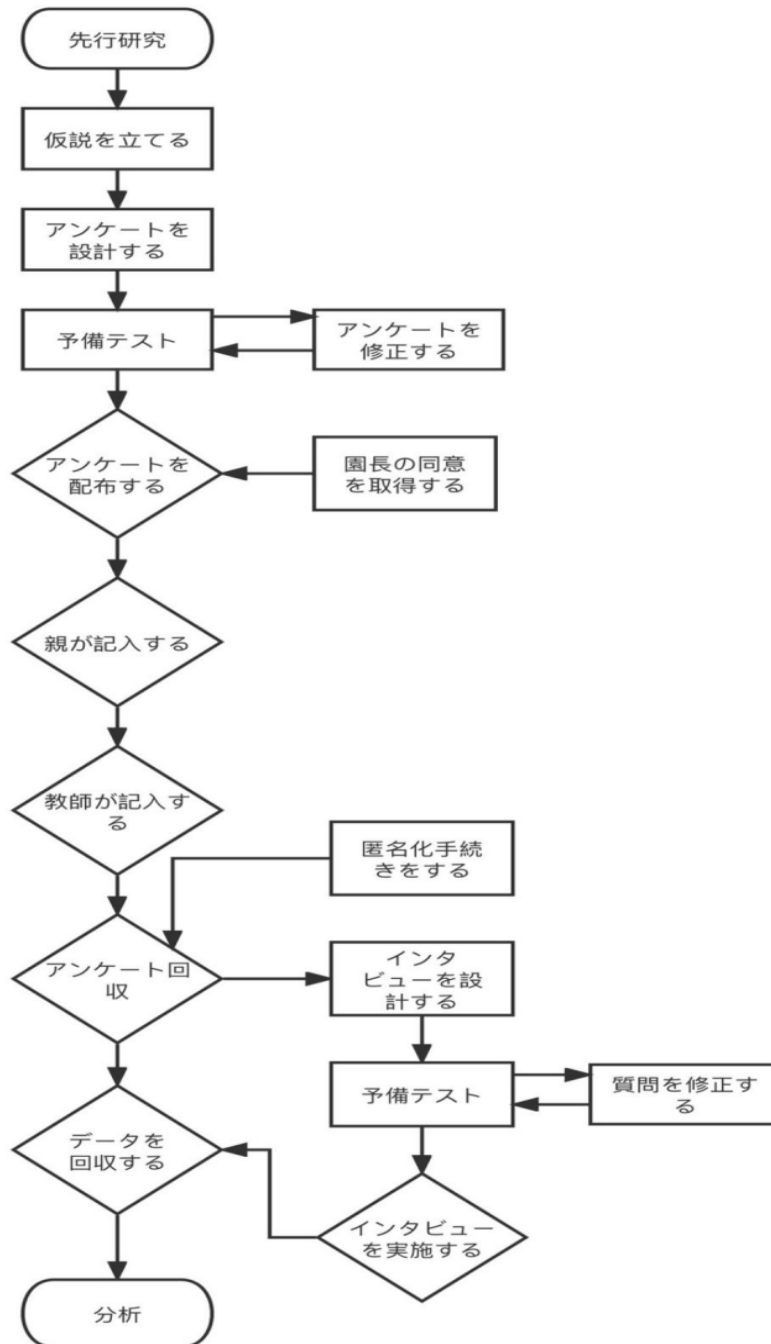 先行研究
仮説を立てる
アンケートを
設計する
予備テスト
アンケートを
修正する
アンケートを
配布する
園長の同意
を取得する
親が記入する
教師が記入す
る
匿名化手続
きをする
アンケート回
収
インタ
ビューを設
計する
予備テスト
質問を修正す
る
データを
回収する
インタビュー
を実施する
分析